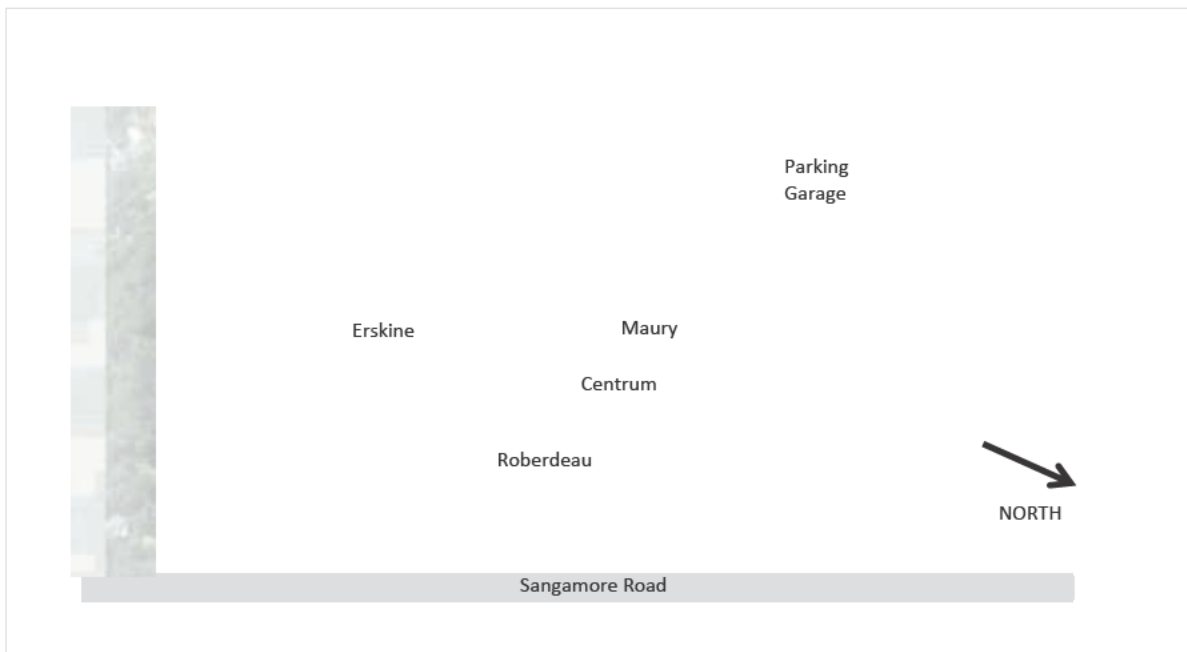 Parking
Garage
Erskine
Maury
Centrum
Roberdeau
NORTH
Sangamore Road